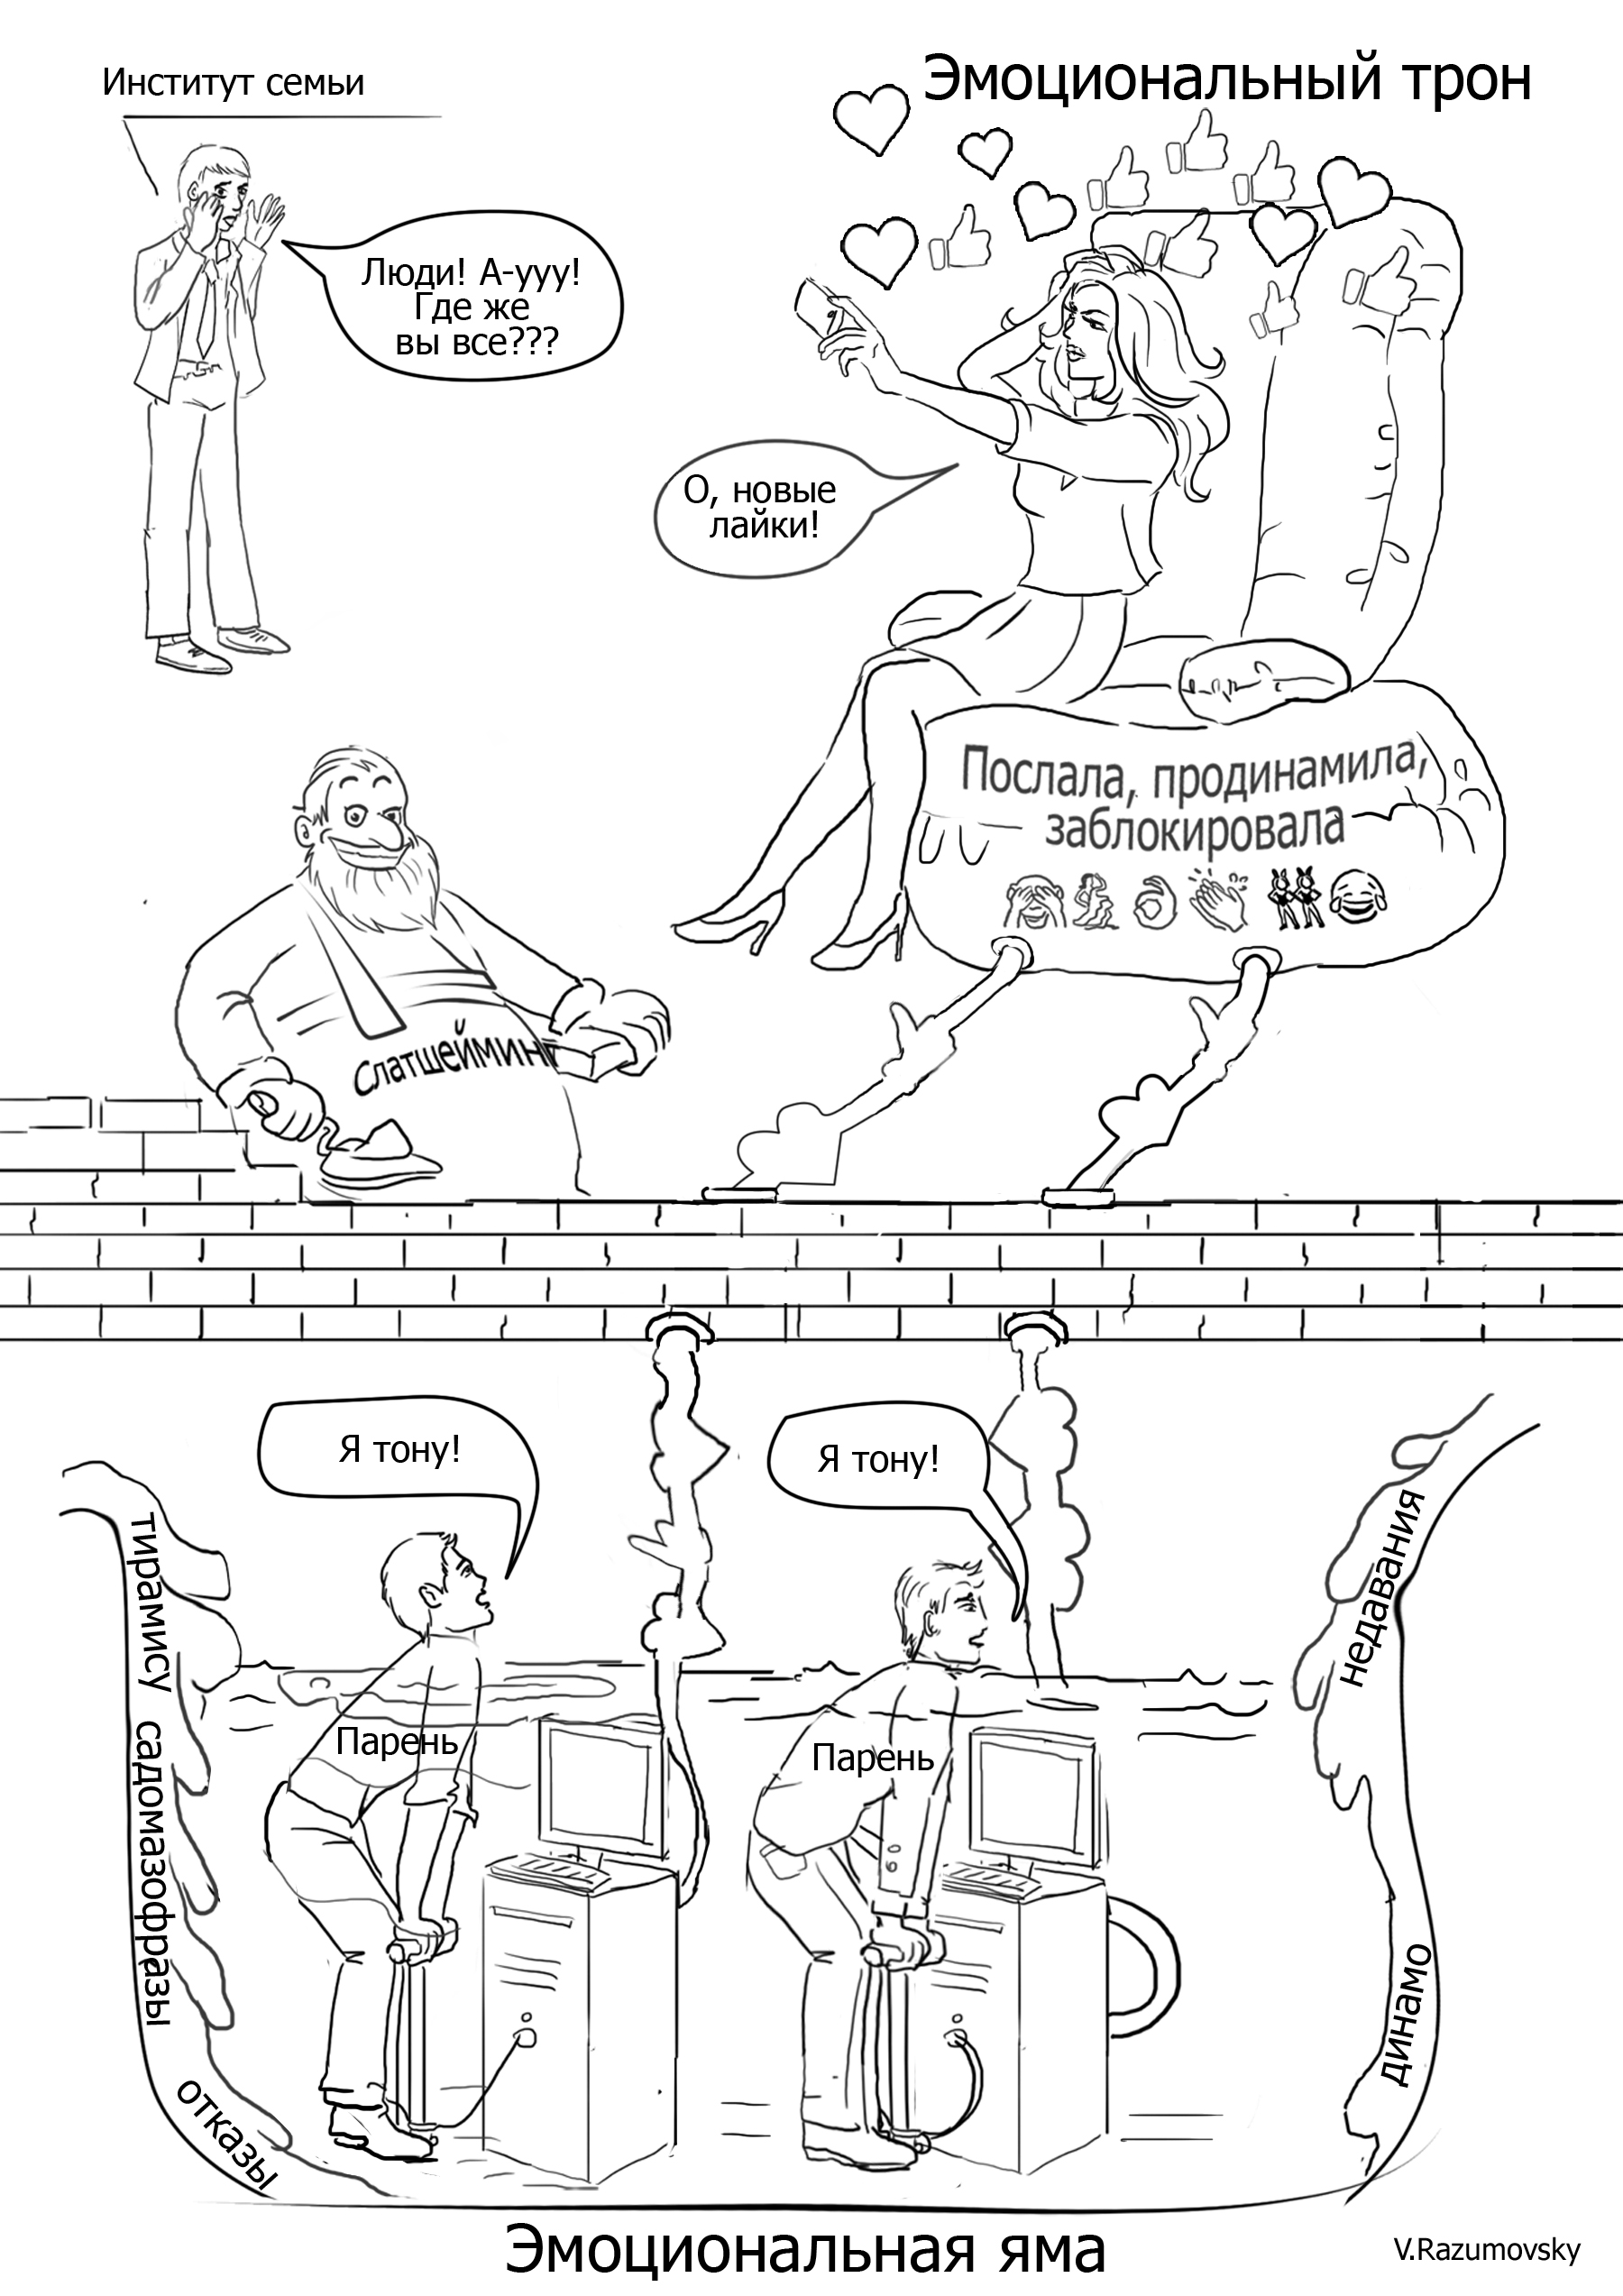 Институт семьи
Эмоциональный трон
Люди! А-ууу!
Где же
вы все???
О, новые
лайки!
Послала, продинамила,
заблокировала
Слатшейминг
Я тону!
Я тону!
тирамису садомазофразы
отказы
недавания
динамо
Парень
Парень
Эмоциональная яма
V.Razumovsky